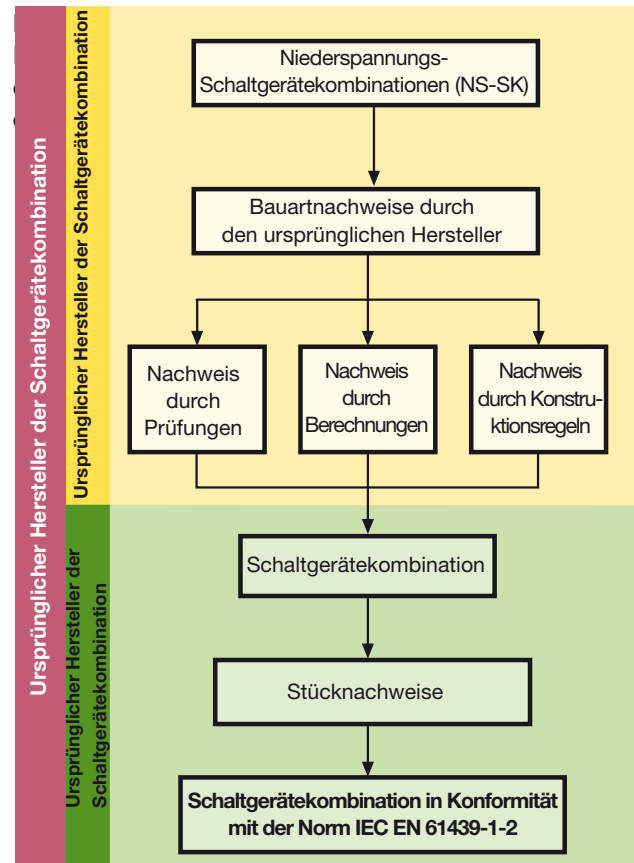 Ursprünglicher Hersteller der Schaltgerätekombination
Ursprünglicher Hersteller der Schaltgerätekombination
Niederspannungs-
Schaltgerätekombinationen (NS-SK)
Bauartnachweise durch
den ursprünglichen Hersteller
Nachweis
durch
Prüfungen
Nachweis
durch
Berechnungen
Nachweis
durch Konstru-
ktionsregeln
Ursprünglicher Hersteller der
Schaltgerätekombination
Schaltgerätekombination
Stücknachweise
Schaltgerätekombination in Konformität
mit der Norm IEC EN 61439-1-2